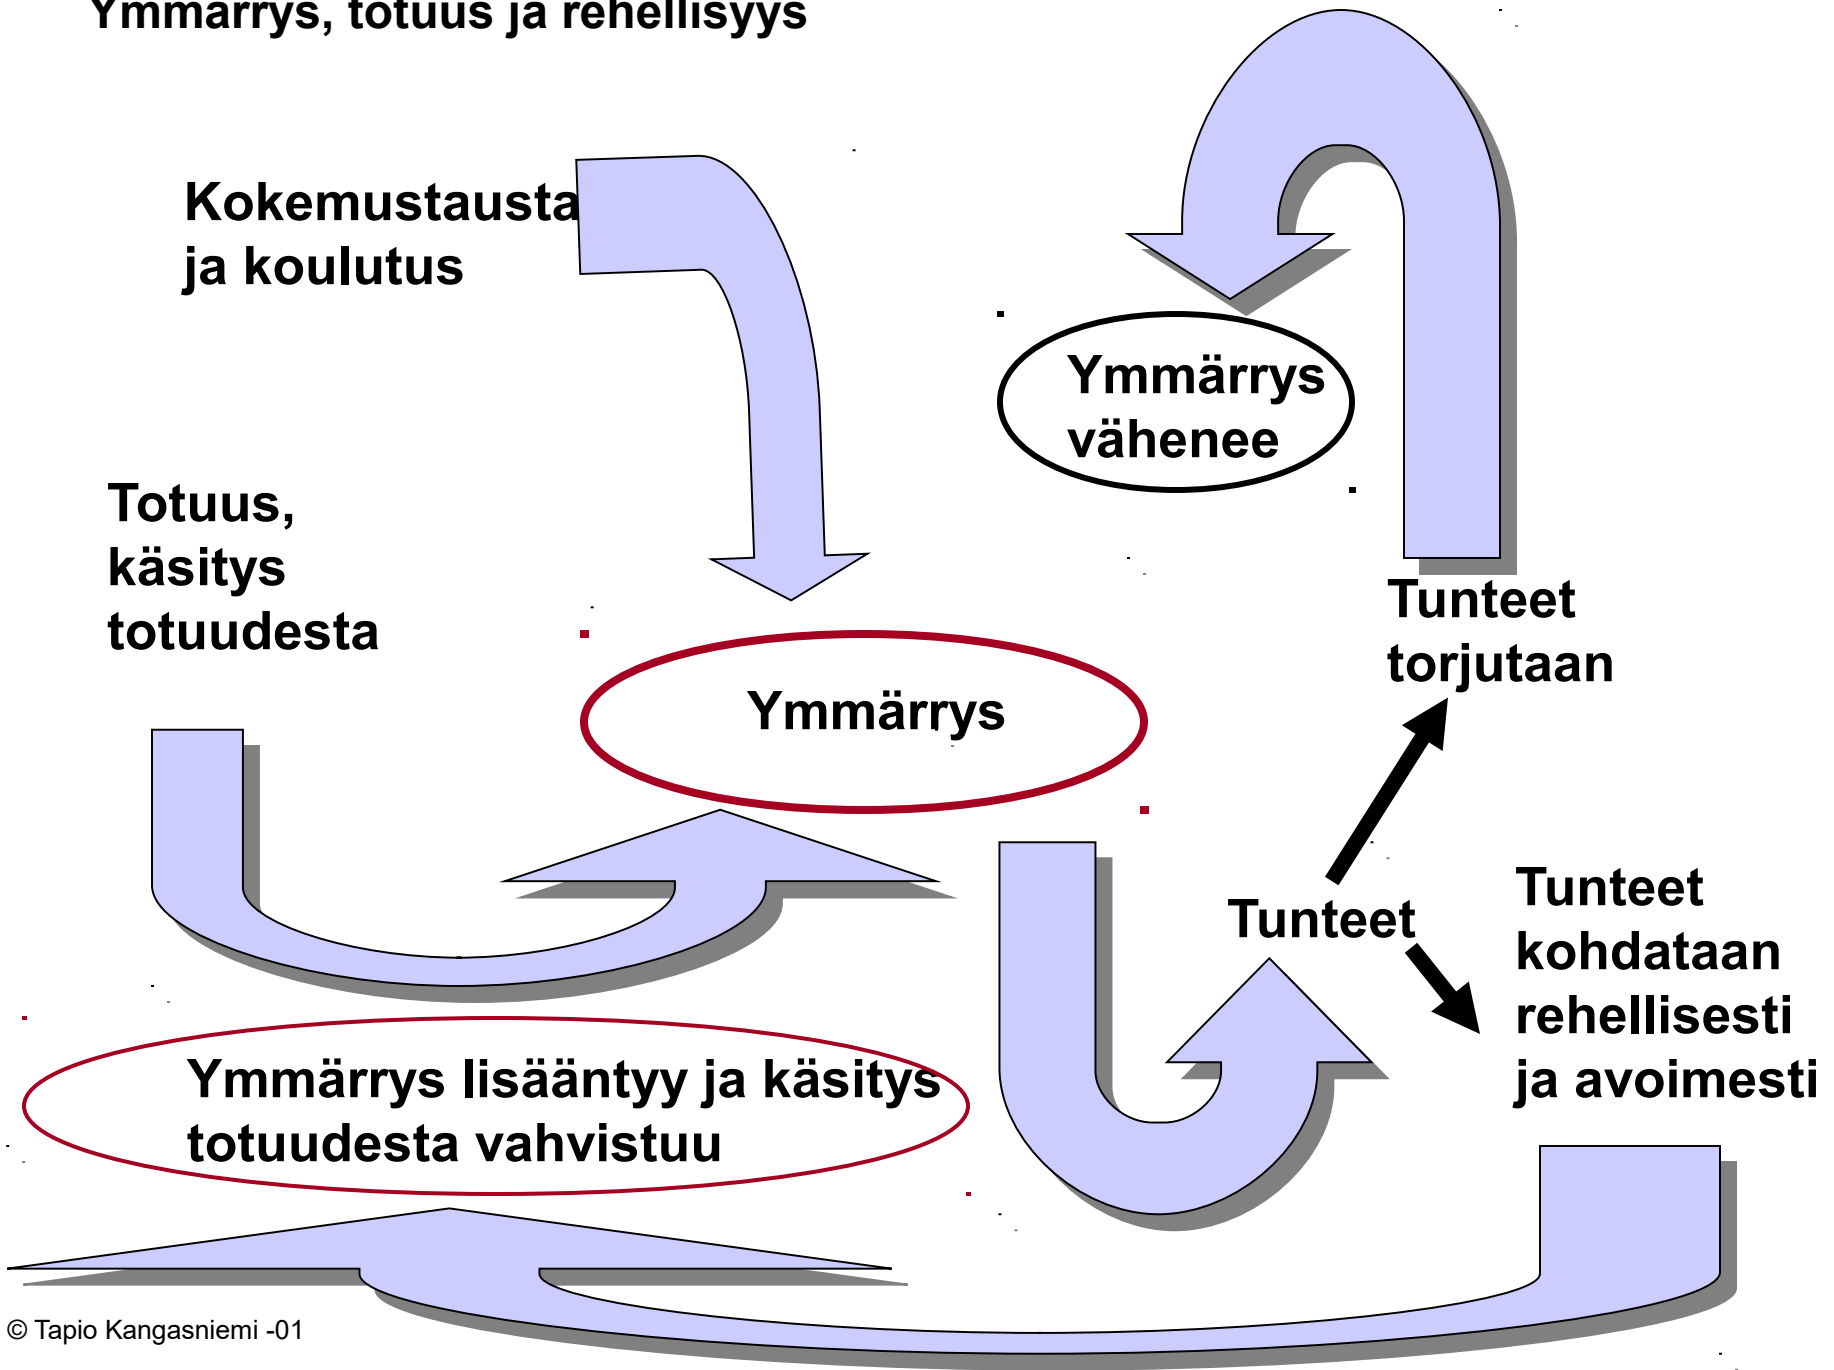 Ymmärrys, totuus ja rehellisyys
Kokemustausta
ja koulutus
Ymmärrys
vähenee
Totuus,
käsitys
totuudesta
Tunteet
torjutaan
Ymmärrys
Tunteet
Tunteet
kohdataan
rehellisesti
ja avoimesti
Ymmärrys lisääntyy ja käsitys
totuudesta vahvistuu
© Tapio Kangasniemi -01